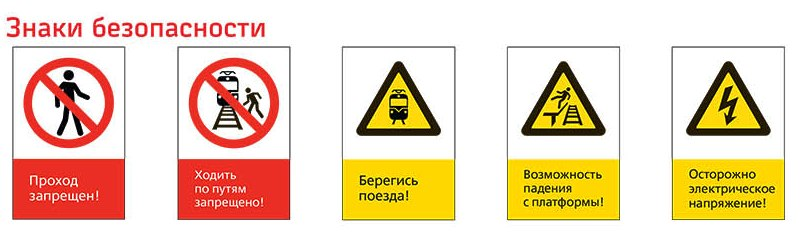 Знаки безопасности
Проход
запрещен!
Ходить
по путям
запрещено!
Берегись
поезда!
Возможность
падения
с платформы!
Осторожно
электрическое
напряжение!